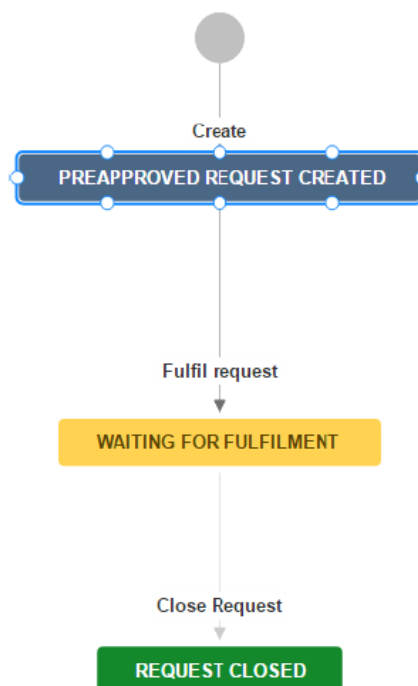 Create
PREAPPROVED REQUEST CREATED
Fulfil request
WAITING FOR FULFILMENT
Close Request
REQUEST CLOSED